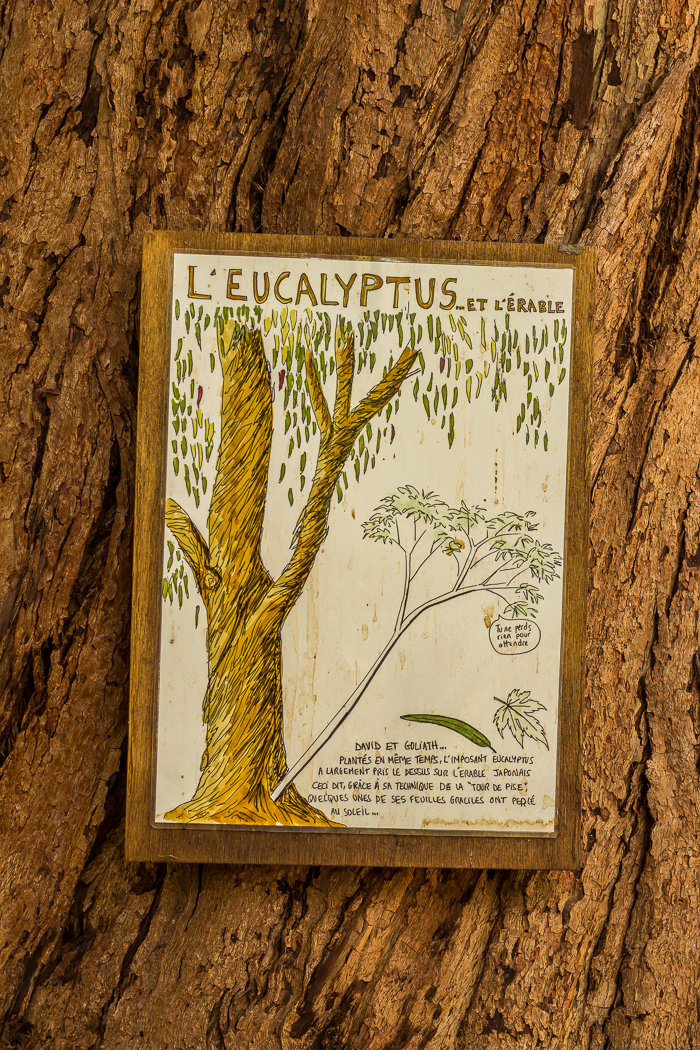 L'EUCALYPTUS...ET L'ÉRABLE
Tu ne perds
rien pour
attendre
DAVID ET GOLIATH...
PLANTÉS EN MÊME TEMPS, L'IMPOSANT EUCALYPTUS
A LARGEMENT PRIS LE DESSUS SUR L'ÉRABLE JAPONAIS
CECI DIT, GRÂCE À SA TECHNIQUE DE LA "TOUR DE PISE",
QUELQUES UNES DE SES FEUILLES GRACILES ONT PERCÉ
AU SOLEIL...